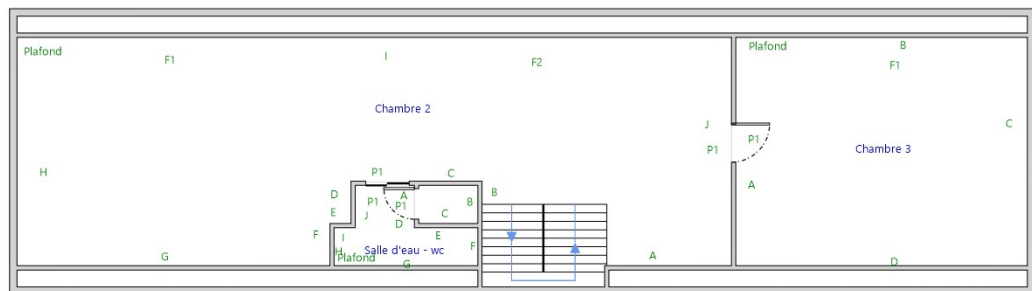 Plafond
F1
I
F2
Plafond
B
F1
Chambre 2
J
P1
P1
C
Chambre 3
H
P1
C
A
D
P1
A
P1
B
B
E
J
D
C
F
I
E
F
H
Salle d'eau - wc
Plafond
G
G
A
D